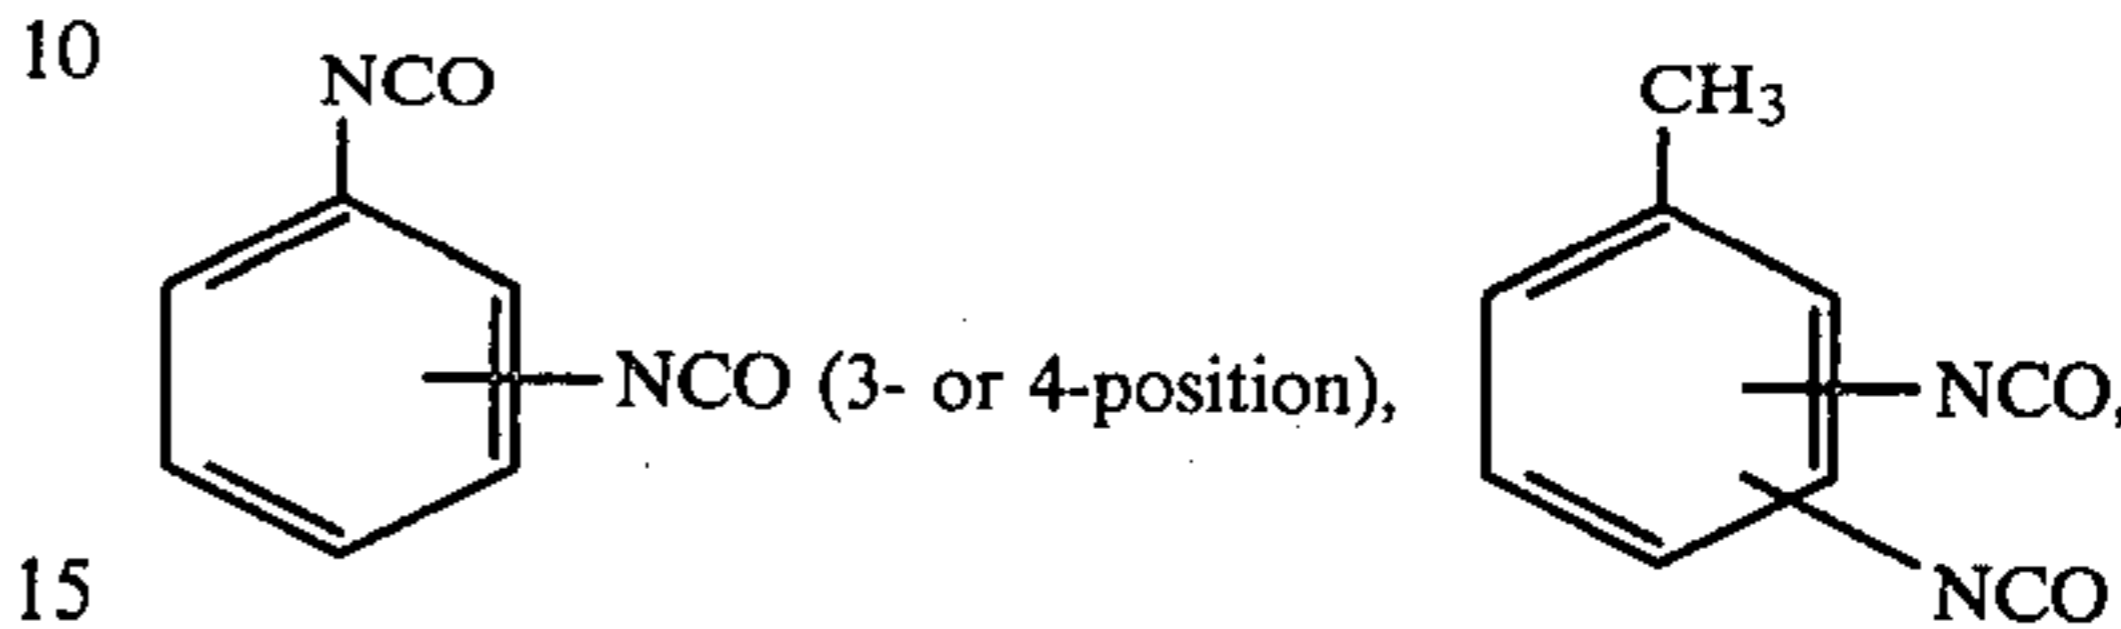 10
NCO
CH3
NCO (3- or 4-position),
NCO,
15
NCO